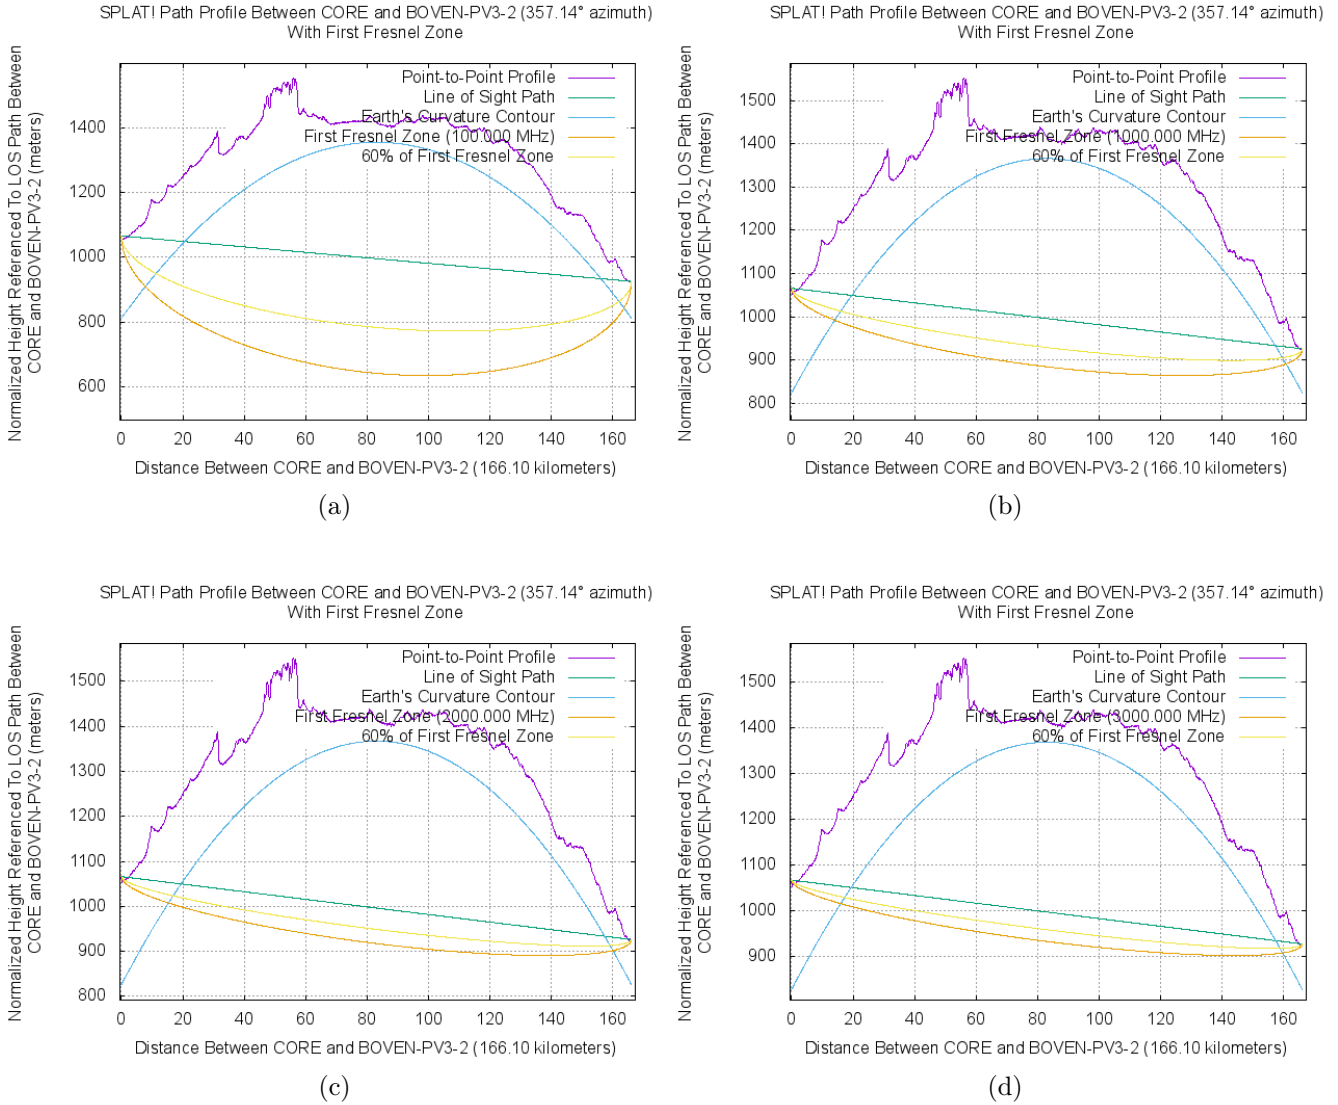 SPLAT! Path Profile Between CORE and BOVEN-PV3-2 (357.14° azimuth)
With First Fresnel Zone
Normalized Height Referenced To LOS Path Between
CORE and BOVEN-PV3-2 (meters)
Point-to-Point Profile
Line of Sight Path
Earth's Curvature Contour
First Fresnel Zone (100.000 MHz)
60% of First Fresnel Zone
1400
1200
1000
800
600
0 20 40 60 80 100 120 140 160
Distance Between CORE and BOVEN-PV3-2 (166.10 kilometers)
(a)
SPLAT! Path Profile Between CORE and BOVEN-PV3-2 (357.14° azimuth)
With First Fresnel Zone
Normalized Height Referenced To LOS Path Between
CORE and BOVEN-PV3-2 (meters)
Point-to-Point Profile
Line of Sight Path
Earth's Curvature Contour
First Fresnel Zone (1000.000 MHz)
60% of First Fresnel Zone
1500
1400
1300
1200
1100
1000
900
800
0 20 40 60 80 100 120 140 160
Distance Between CORE and BOVEN-PV3-2 (166.10 kilometers)
(b)
SPLAT! Path Profile Between CORE and BOVEN-PV3-2 (357.14° azimuth)
With First Fresnel Zone
Normalized Height Referenced To LOS Path Between
CORE and BOVEN-PV3-2 (meters)
Point-to-Point Profile
Line of Sight Path
Earth's Curvature Contour
First Fresnel Zone (2000.000 MHz)
60% of First Fresnel Zone
1500
1400
1300
1200
1100
1000
900
800
0 20 40 60 80 100 120 140 160
Distance Between CORE and BOVEN-PV3-2 (166.10 kilometers)
(c)
SPLAT! Path Profile Between CORE and BOVEN-PV3-2 (357.14° azimuth)
With First Fresnel Zone
Normalized Height Referenced To LOS Path Between
CORE and BOVEN-PV3-2 (meters)
Point-to-Point Profile
Line of Sight Path
Earth's Curvature Contour
First Fresnel Zone (3000.000 MHz)
60% of First Fresnel Zone
1500
1400
1300
1200
1100
1000
900
0 20 40 60 80 100 120 140 160
Distance Between CORE and BOVEN-PV3-2 (166.10 kilometers)
(d)